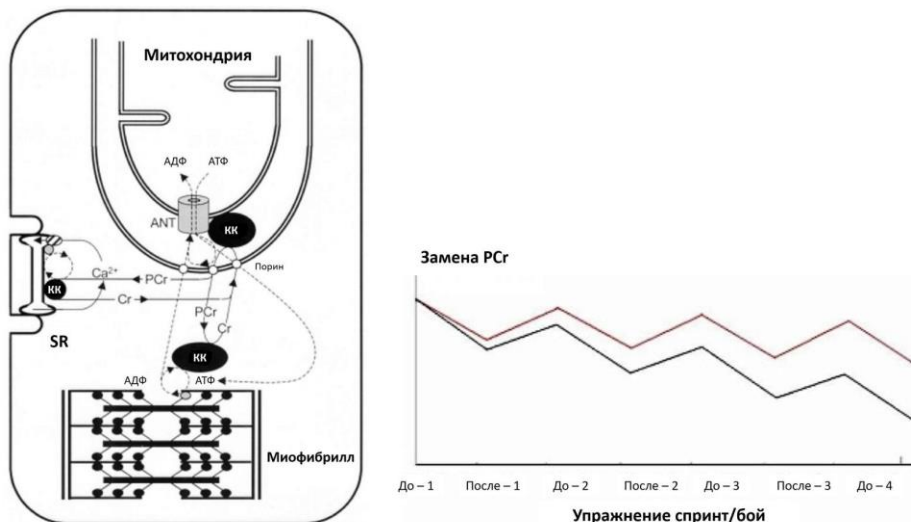 Митохондрия
АДФ
АТФ
ANT
КК
Порин
Ca²⁺
КК
PCr
Cr
PCr
Cr
SR
КК
АДФ
АТФ
Миофибрилл
Замена PCr
До – 1 После – 1 До – 2 После – 2 До – 3 После – 3 До – 4
Упражнение спринт/бой